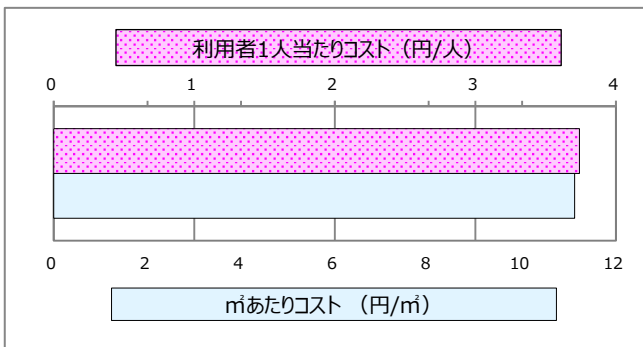 利用者1人当たりコスト（円/人）
0 1 2 3 4
0 2 4 6 8 10 12
㎡あたりコスト （円/㎡）